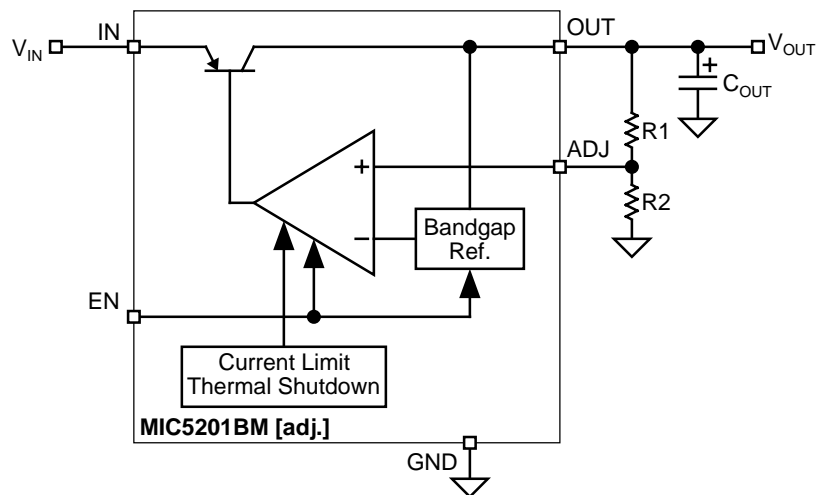 IN
OUT
VIN
VOUT
+
COUT
R1
ADJ
+
R2
Bandgap
Ref.
–
EN
Current Limit
Thermal Shutdown
MIC5201BM [adj.]
GND